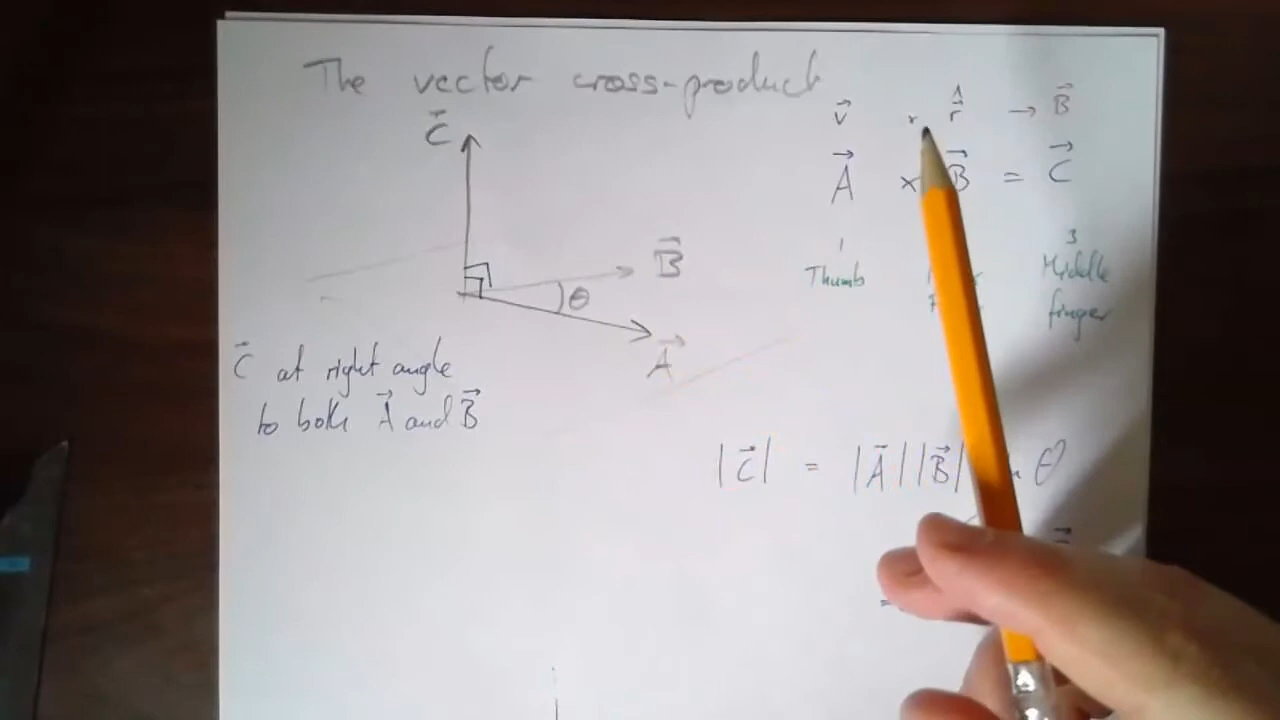 The vector cross-product
v⃗ × r̂⃗ → B⃗
A⃗ × B⃗ = C⃗
1 3
Thumb Middle
finger
C⃗
B⃗
θ
A⃗
C⃗ at right angle
to both A⃗ and B⃗
|C⃗| = |A⃗||B⃗| θ